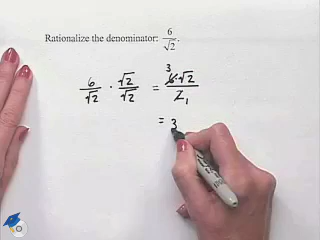 Rationalize the denominator: 6/√2.
6/√2 · √2/√2 = 6 3 √2 / 2 1
= 3